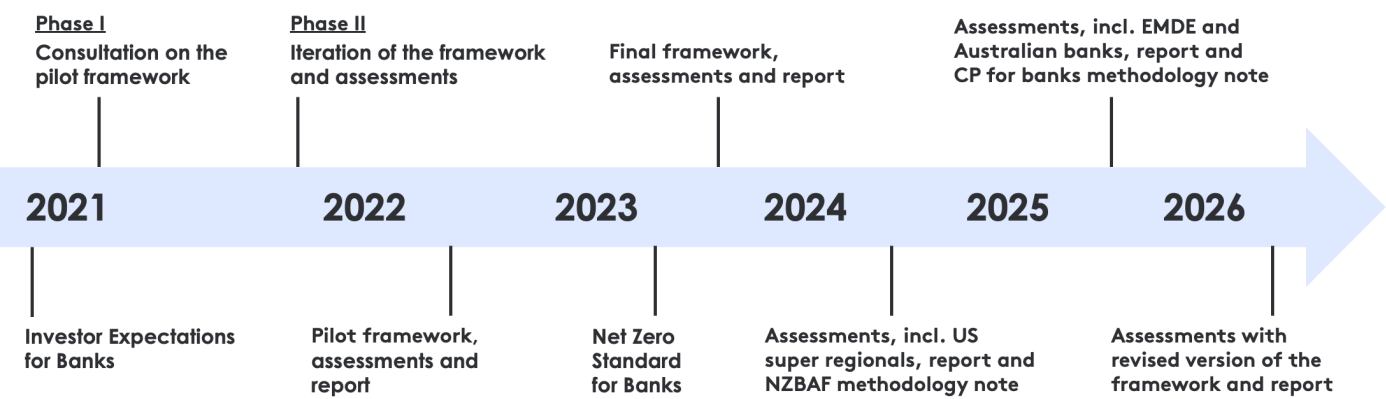 Phase I
Consultation on the
pilot framework
Phase II
Iteration of the framework
and assessments
Final framework,
assessments and report
Assessments, incl. EMDE and
Australian banks, report and
CP for banks methodology note
2021
2022
2023
2024
2025
2026
Investor Expectations
for Banks
Pilot framework,
assessments and
report
Net Zero
Standard
for Banks
Assessments, incl. US
super regionals, report and
NZBAF methodology note
Assessments with
revised version of the
framework and report